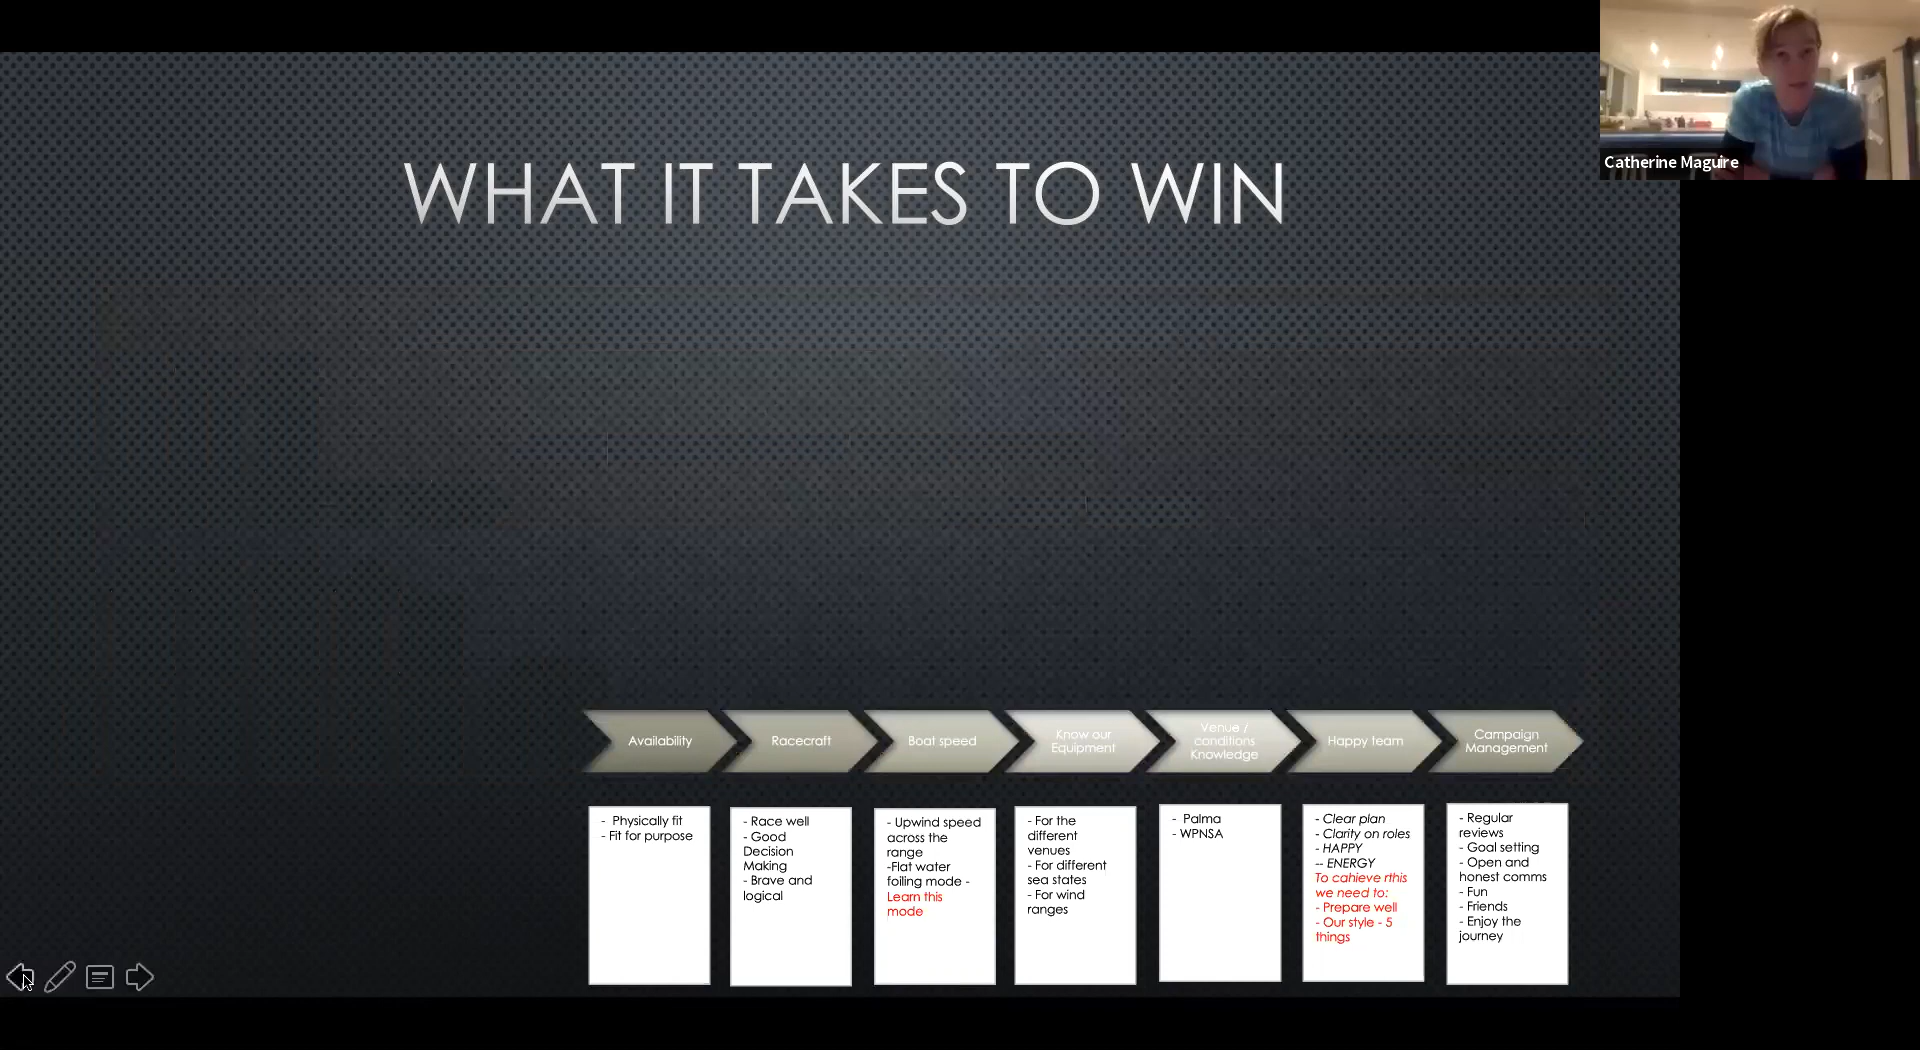 Catherine Maguire
WHAT IT TAKES TO WIN
Availability
Racecraft
Boat speed
Know our
Equipment
Venue /
conditions
Knowledge
Happy team
Campaign
Management
- Physically fit
- Fit for purpose
- Race well
- Good
Decision
Making
- Brave and
logical
- Upwind speed
across the
range
-Flat water
foiling mode -
Learn this
mode
- For the
different
venues
- For different
sea states
- For wind
ranges
- Palma
- WPNSA
- Clear plan
- Clarity on roles
- HAPPY
-- ENERGY
To cahieve rthis
we need to:
- Prepare well
- Our style - 5
things
- Regular
reviews
- Goal setting
- Open and
honest comms
- Fun
- Friends
- Enjoy the
journey